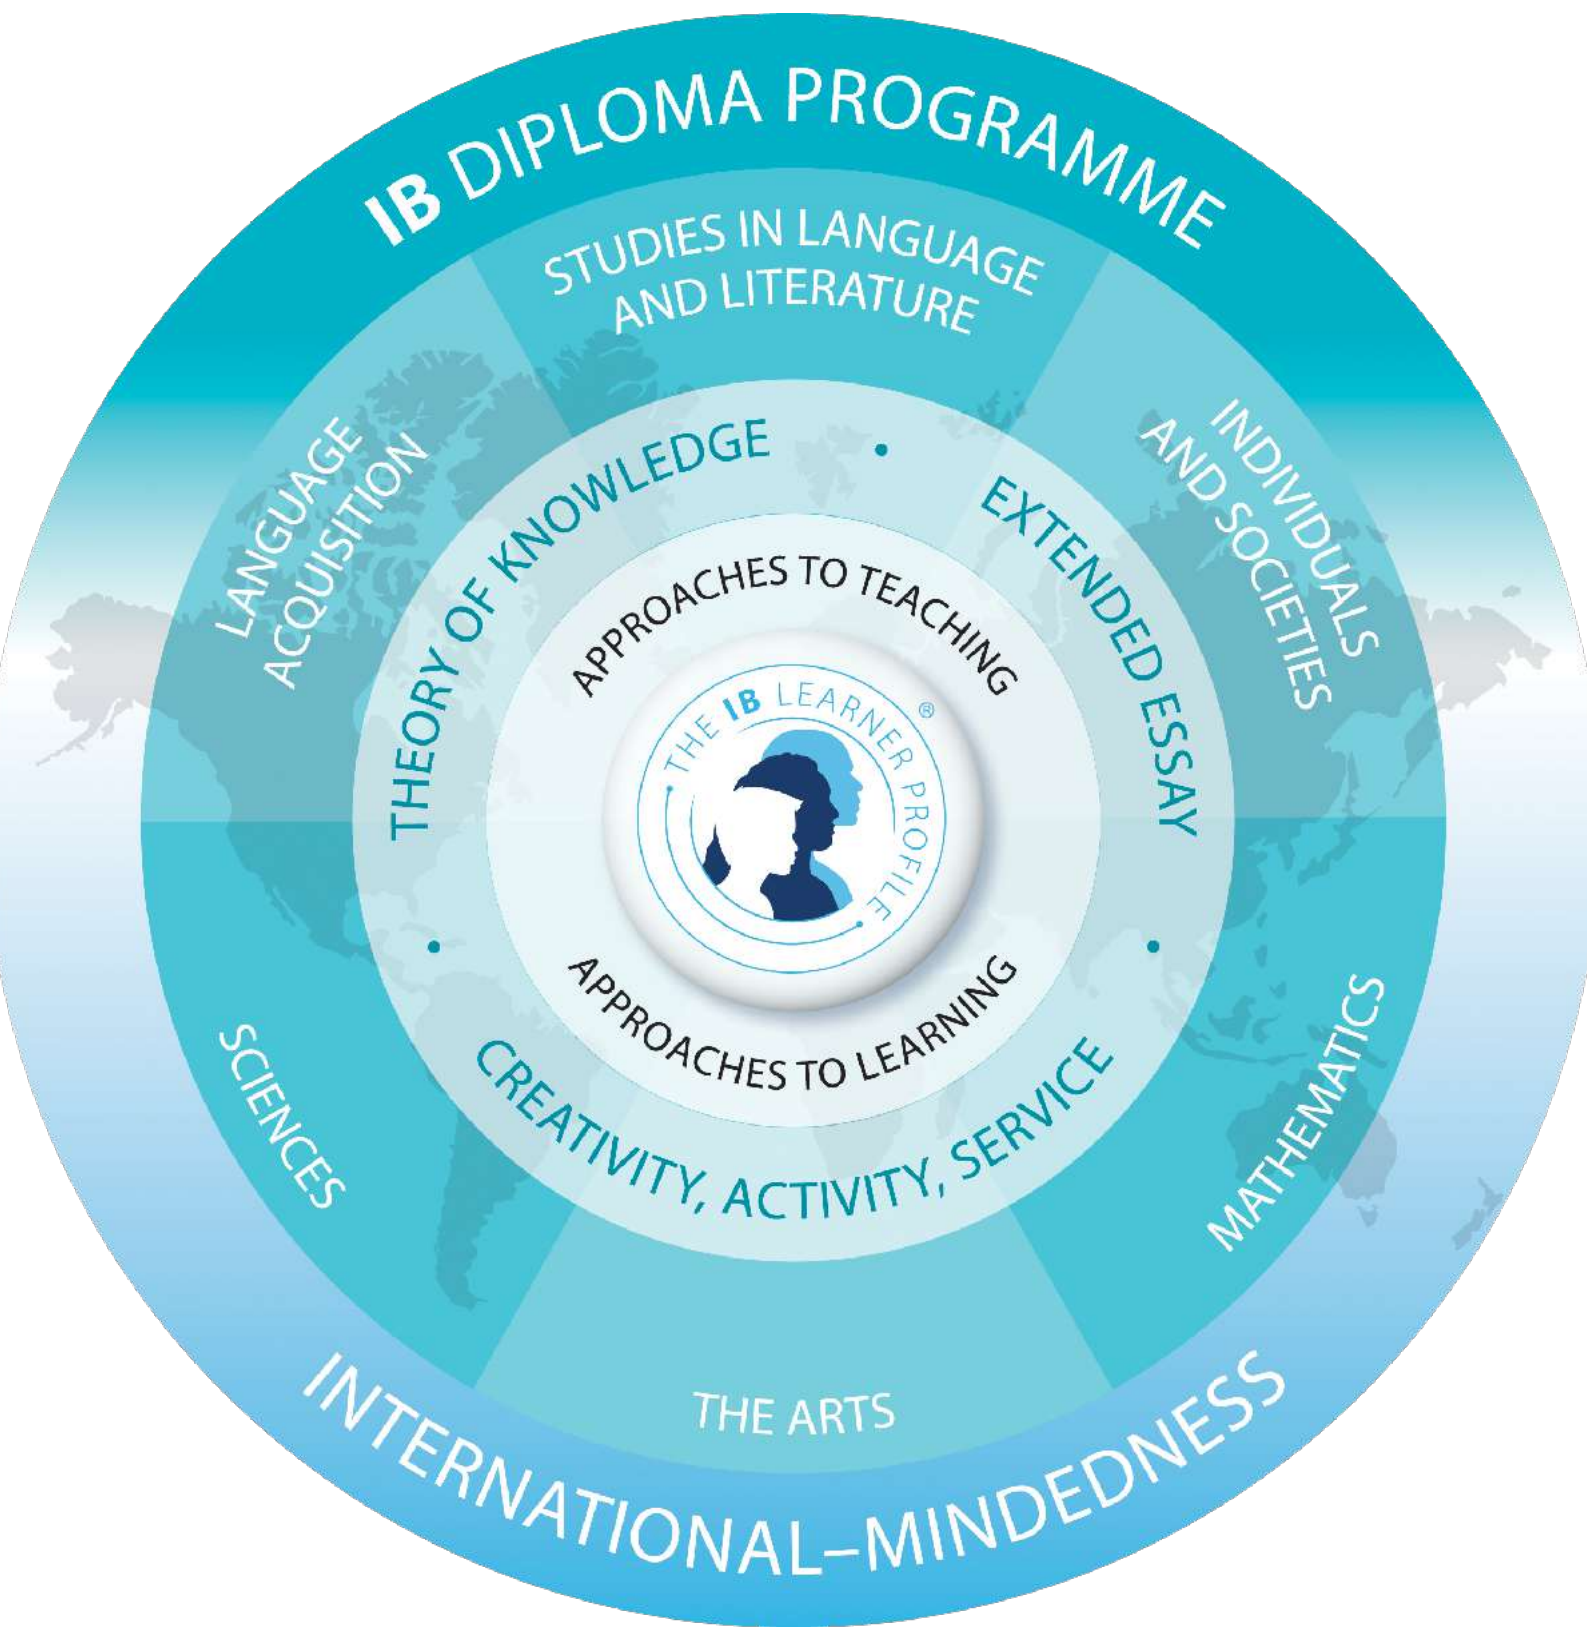 IB DIPLOMA PROGRAMME
STUDIES IN LANGUAGE
AND LITERATURE
LANGUAGE
ACQUISITION
INDIVIDUALS
AND SOCIETIES
THEORY OF KNOWLEDGE
•
EXTENDED ESSAY
APPROACHES TO TEACHING
THE IB LEARNER PROFILE ®
APPROACHES TO LEARNING
•
•
CREATIVITY, ACTIVITY, SERVICE
SCIENCES
MATHEMATICS
THE ARTS
INTERNATIONAL–MINDEDNESS